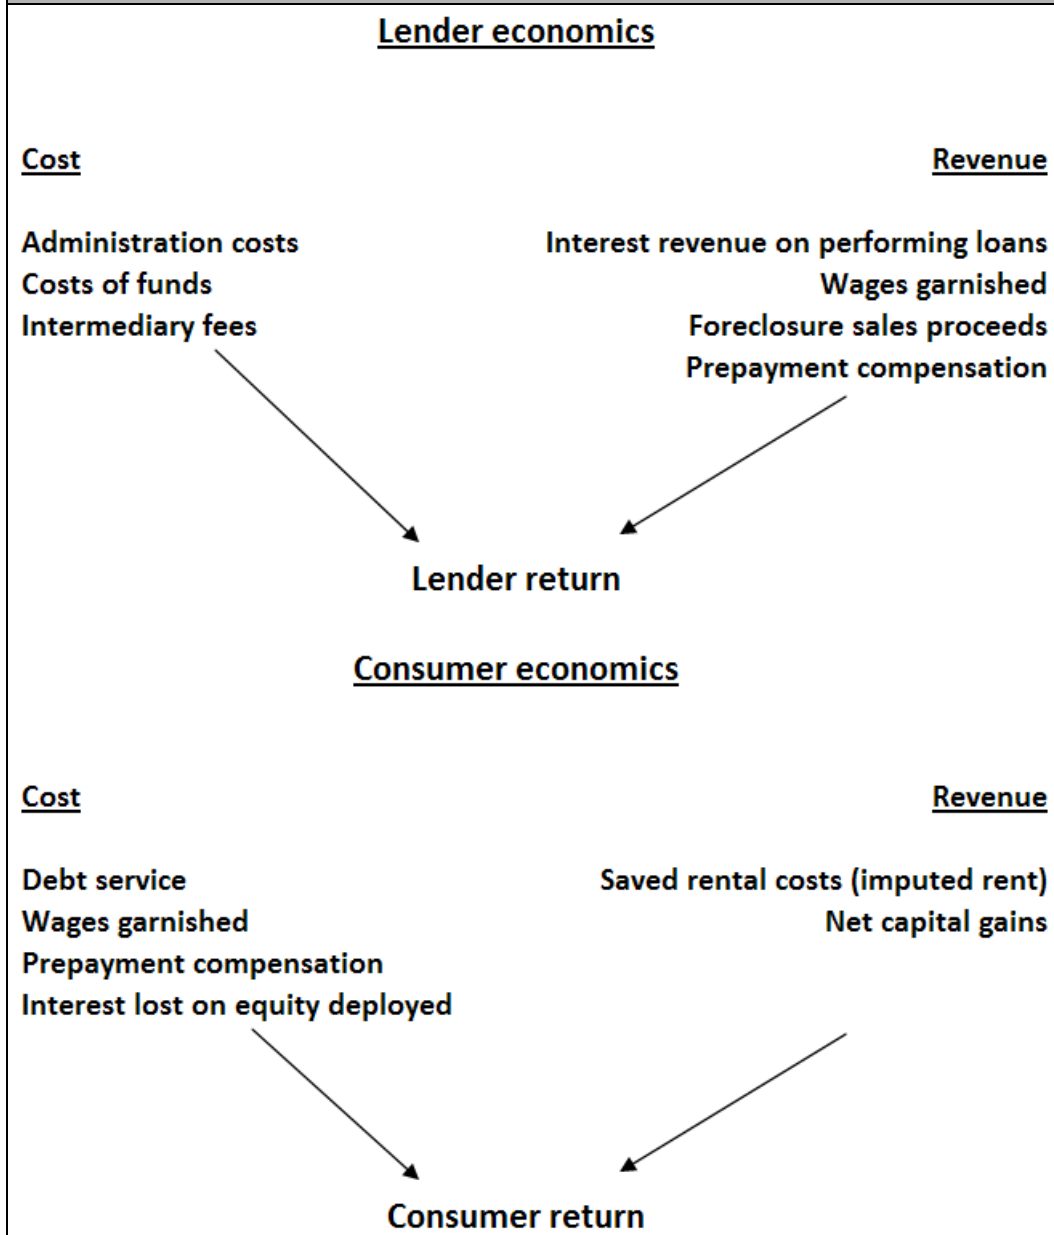 Lender economics
Cost
Revenue
Administration costs
Costs of funds
Intermediary fees
Interest revenue on performing loans
Wages garnished
Foreclosure sales proceeds
Prepayment compensation
Lender return
Consumer economics
Cost
Revenue
Debt service
Wages garnished
Prepayment compensation
Interest lost on equity deployed
Saved rental costs (imputed rent)
Net capital gains
Consumer return